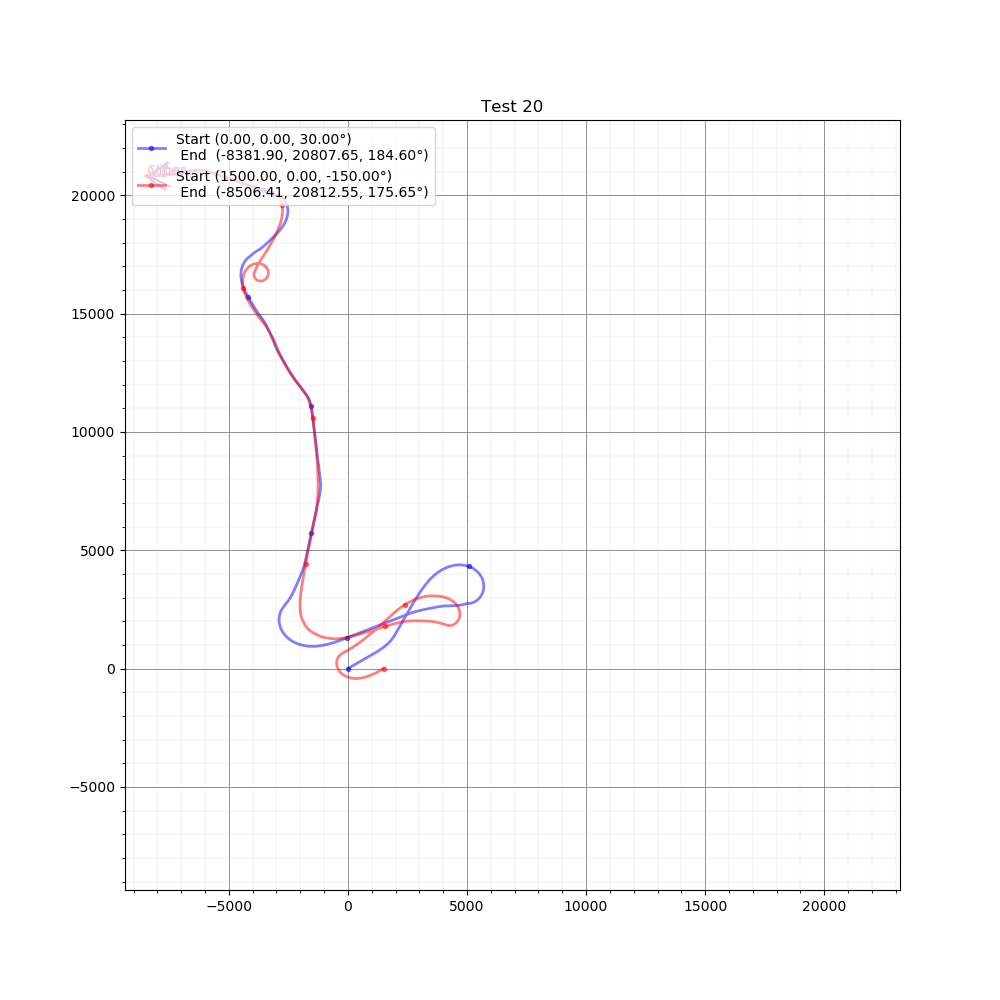 Test 20
Start (0.00, 0.00, 30.00°)
End (-8381.90, 20807.65, 184.60°)
Start (1500.00, 0.00, -150.00°)
End (-8506.41, 20812.55, 175.65°)
20000
15000
10000
5000
0
−5000
−5000 0 5000 10000 15000 20000